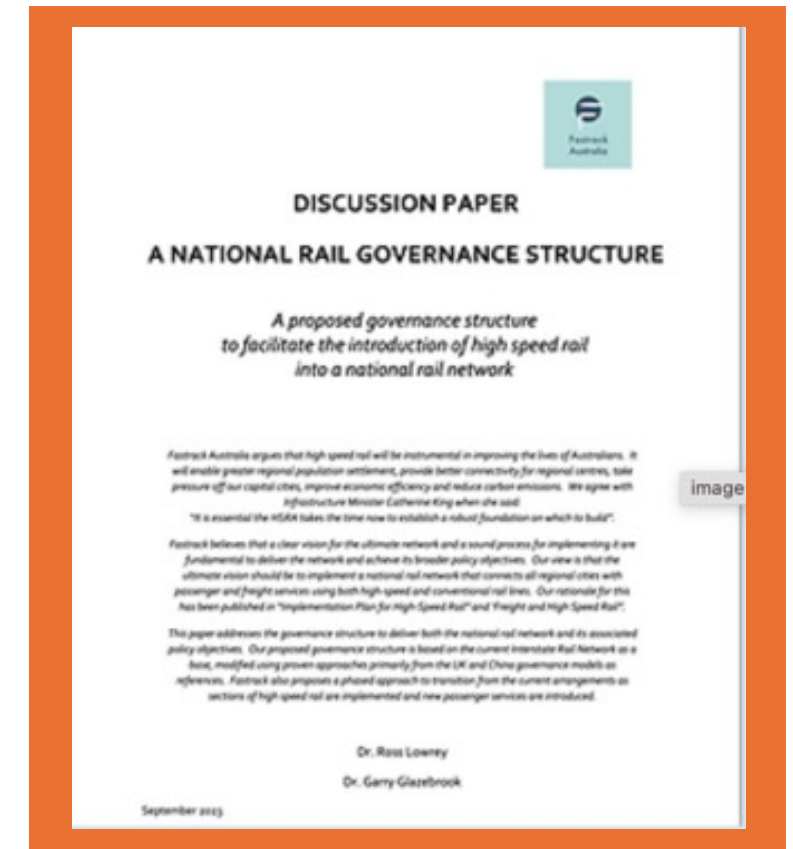 Fastrack
Australia
DISCUSSION PAPER
A NATIONAL RAIL GOVERNANCE STRUCTURE
A proposed governance structure
to facilitate the introduction of high speed rail
into a national rail network
Fastrack Australia argues that high speed rail will be instrumental in improving the lives of Australians. It
will enable greater regional population settlement, provide better connectivity for regional centres, take
pressure off our capital cities, improve economic efficiency and reduce carbon emissions. We agree with
Infrastructure Minister Catherine King when she said:
"It is essential the HSRA takes the time now to establish a robust foundation on which to build".
Fastrack believes that a clear vision for the ultimate network and a sound process for implementing it are
fundamental to deliver the network and achieve its broader policy objectives. Our view is that the
ultimate vision should be to implement a national rail network that connects all regional cities with
passenger and freight services using both high-speed and conventional rail lines. Our rationale for this
has been published in "Implementation Plan for High-Speed Rail" and "Freight and High Speed Rail".
This paper addresses the governance structure to deliver both the national rail network and its associated
policy objectives. Our proposed governance structure is based on the current Interstate Rail Network as a
base, modified using proven approaches primarily from the UK and China governance models as
references. Fastrack also proposes a phased approach to transition from the current arrangements as
sections of high speed rail are implemented and new passenger services are introduced.
image
Dr. Ross Lowrey
Dr. Garry Glazebrook
September 2023